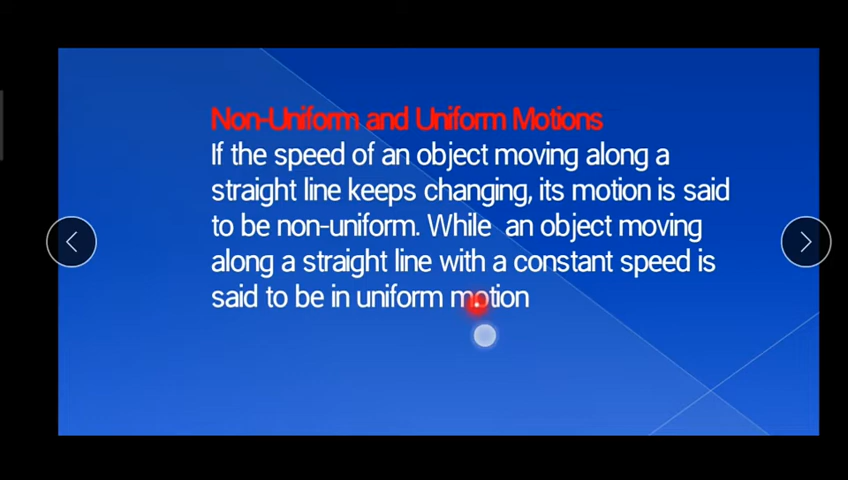 Non-Uniform and Uniform Motions
If the speed of an object moving along a
straight line keeps changing, its motion is said
to be non-uniform. While an object moving
along a straight line with a constant speed is
said to be in uniform motion